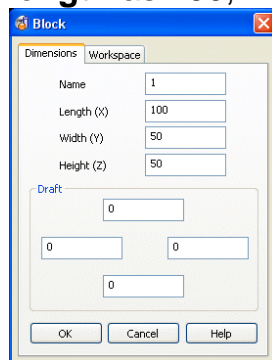 Block
Dimensions Workspace
Name 1
Length (X) 100
Width (Y) 50
Height (Z) 50
Draft
0
0 0
0
OK Cancel Help